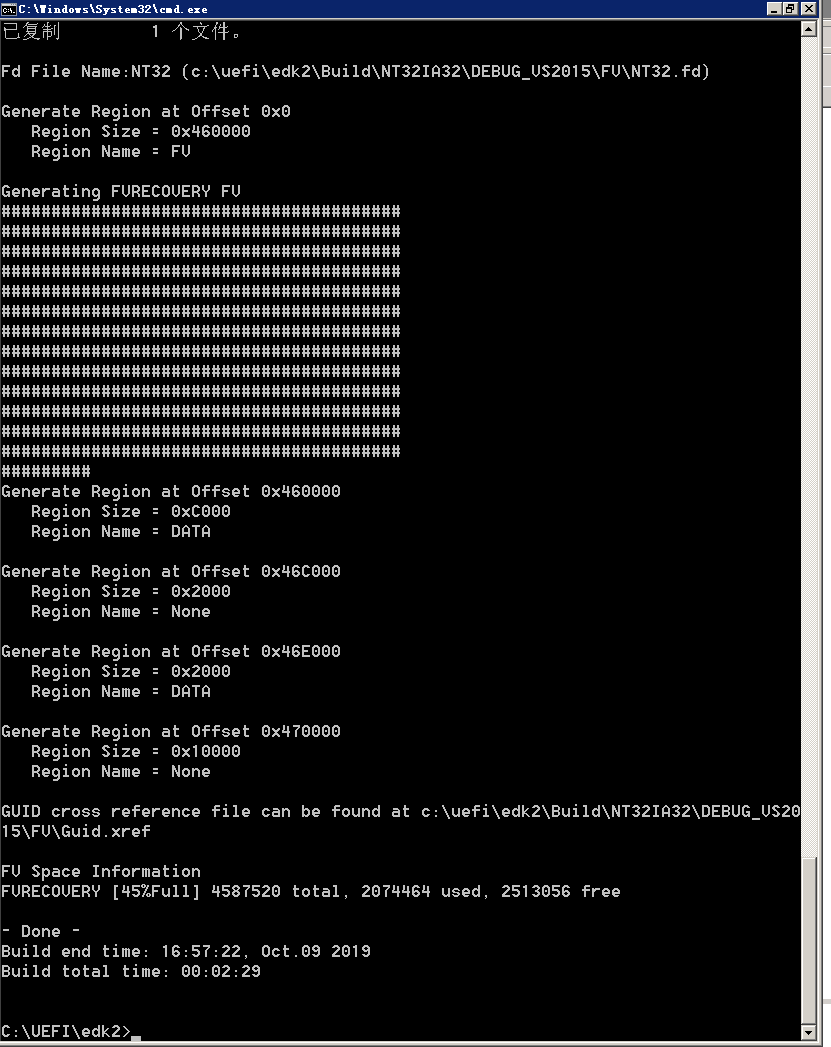 C:\Windows\System32\cmd.exe
已复制         1 个文件。
Fd File Name:NT32 (c:\uefi\edk2\Build\NT32IA32\DEBUG_VS2015\FV\NT32.fd)
Generate Region at Offset 0x0
   Region Size = 0x460000
   Region Name = FV
Generating FVRECOVERY FV
########################################
########################################
########################################
########################################
########################################
########################################
########################################
########################################
########################################
########################################
########################################
########################################
########################################
#########
Generate Region at Offset 0x460000
   Region Size = 0xC000
   Region Name = DATA
Generate Region at Offset 0x46C000
   Region Size = 0x2000
   Region Name = None
Generate Region at Offset 0x46E000
   Region Size = 0x2000
   Region Name = DATA
Generate Region at Offset 0x470000
   Region Size = 0x10000
   Region Name = None
GUID cross reference file can be found at c:\uefi\edk2\Build\NT32IA32\DEBUG_VS20
15\FV\Guid.xref
FV Space Information
FVRECOVERY [45%Full] 4587520 total, 2074464 used, 2513056 free
- Done -
Build end time: 16:57:22, Oct.09 2019
Build total time: 00:02:29
C:\UEFI\edk2>_